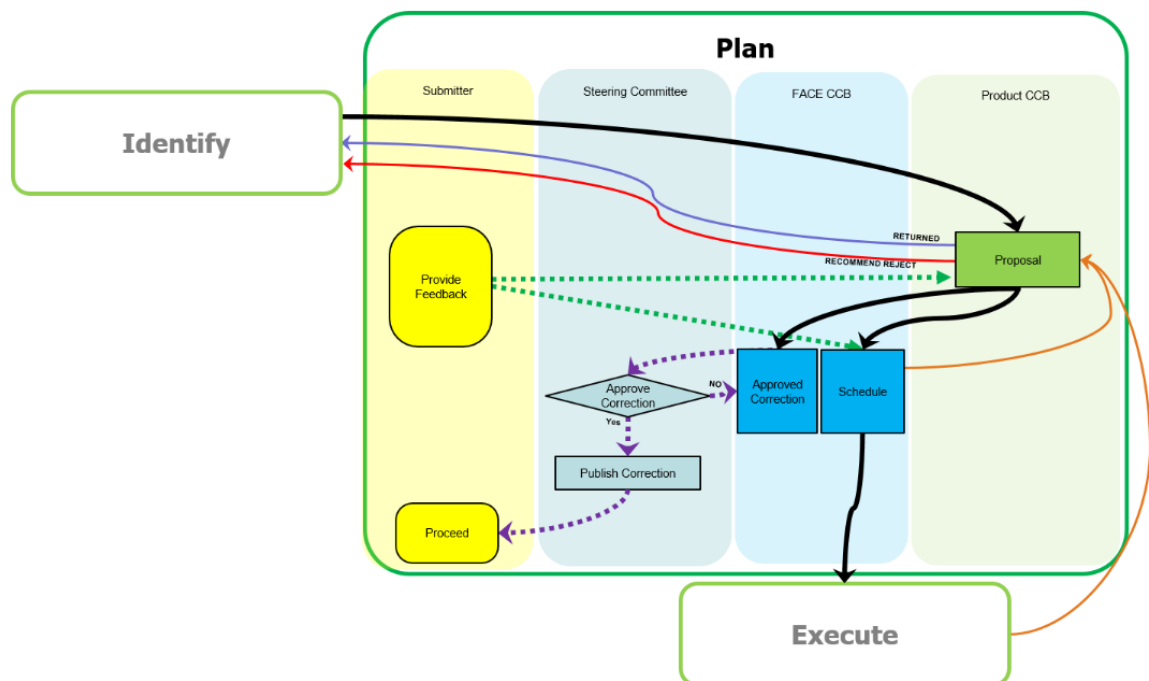 Plan
Submitter
Steering Committee
FACE CCB
Product CCB
Identify
RETURNED
RECOMMEND REJECT
Proposal
Provide
Feedback
Approve
Correction
NO
Yes
Approved
Correction
Schedule
Publish Correction
Proceed
Execute